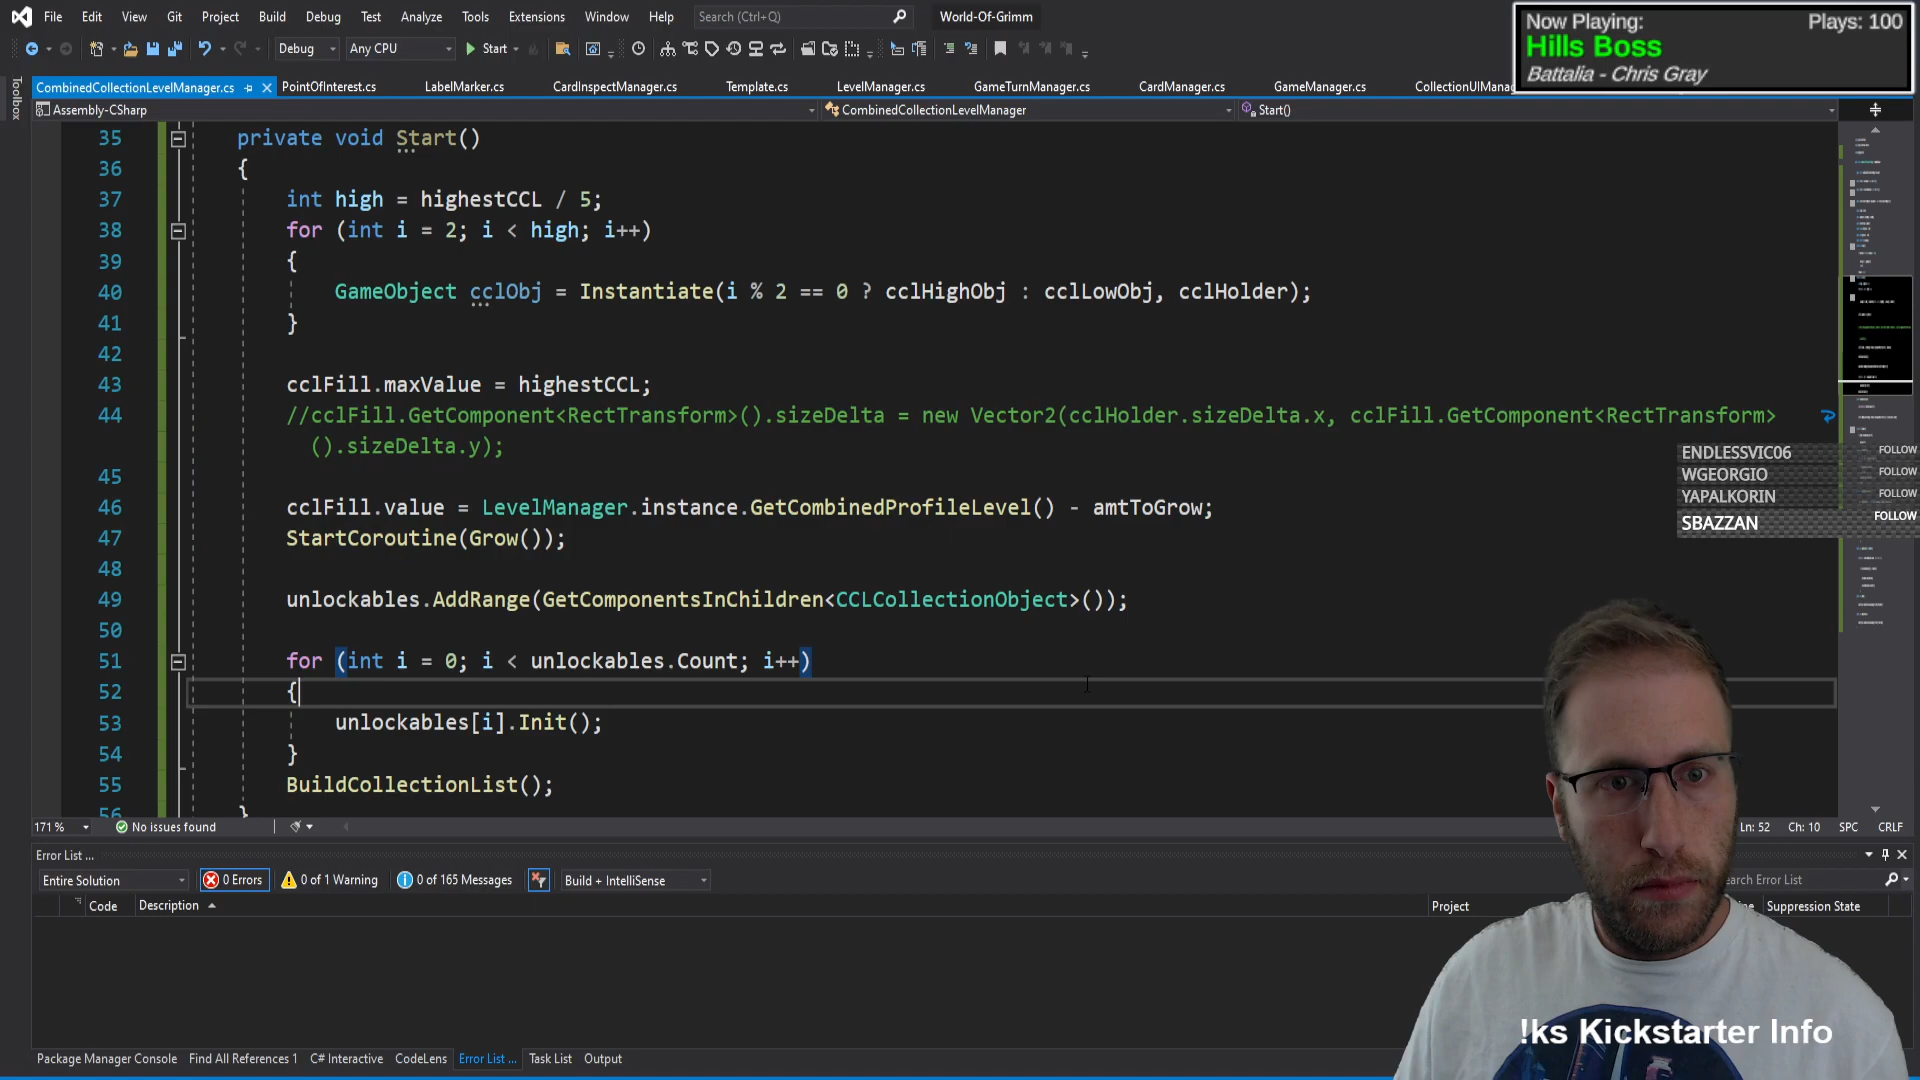 File Edit View Git Project Build Debug Test Analyze Tools Extensions Window Help Search (Ctrl+Q) World-Of-Grimm
Now Playing: Plays: 100
Hills Boss
Battalia - Chris Gray
Debug Any CPU Start
Toolbox
CombinedCollectionLevelManager.cs PointOfInterest.cs LabelMarker.cs CardInspectManager.cs Template.cs LevelManager.cs GameTurnManager.cs CardManager.cs GameManager.cs CollectionUIMana
Assembly-CSharp CombinedCollectionLevelManager Start()
35 private void Start()
36 {
37 int high = highestCCL / 5;
38 for (int i = 2; i < high; i++)
39 {
40 GameObject cclObj = Instantiate(i % 2 == 0 ? cclHighObj : cclLowObj, cclHolder);
41 }
42
43 cclFill.maxValue = highestCCL;
44 //cclFill.GetComponent<RectTransform>().sizeDelta = new Vector2(cclHolder.sizeDelta.x, cclFill.GetComponent<RectTransform>
().sizeDelta.y);
45
46 cclFill.value = LevelManager.instance.GetCombinedProfileLevel() - amtToGrow;
47 StartCoroutine(Grow());
48
49 unlockables.AddRange(GetComponentsInChildren<CCLCollectionObject>());
50
51 for (int i = 0; i < unlockables.Count; i++)
52 {
53 unlockables[i].Init();
54 }
55 BuildCollectionList();
56 }
ENDLESSVIC06 FOLLOW
WGEORGIO FOLLOW
YAPALKORIN FOLLOW
SBAZZAN FOLLOW
171 % No issues found Ln: 52 Ch: 10 SPC CRLF
Error List ...
Entire Solution 0 Errors 0 of 1 Warning 0 of 165 Messages Build + IntelliSense earch Error List
Code Description Project ine Suppression State
!ks Kickstarter Info
Package Manager Console Find All References 1 C# Interactive CodeLens Error List ... Task List Output